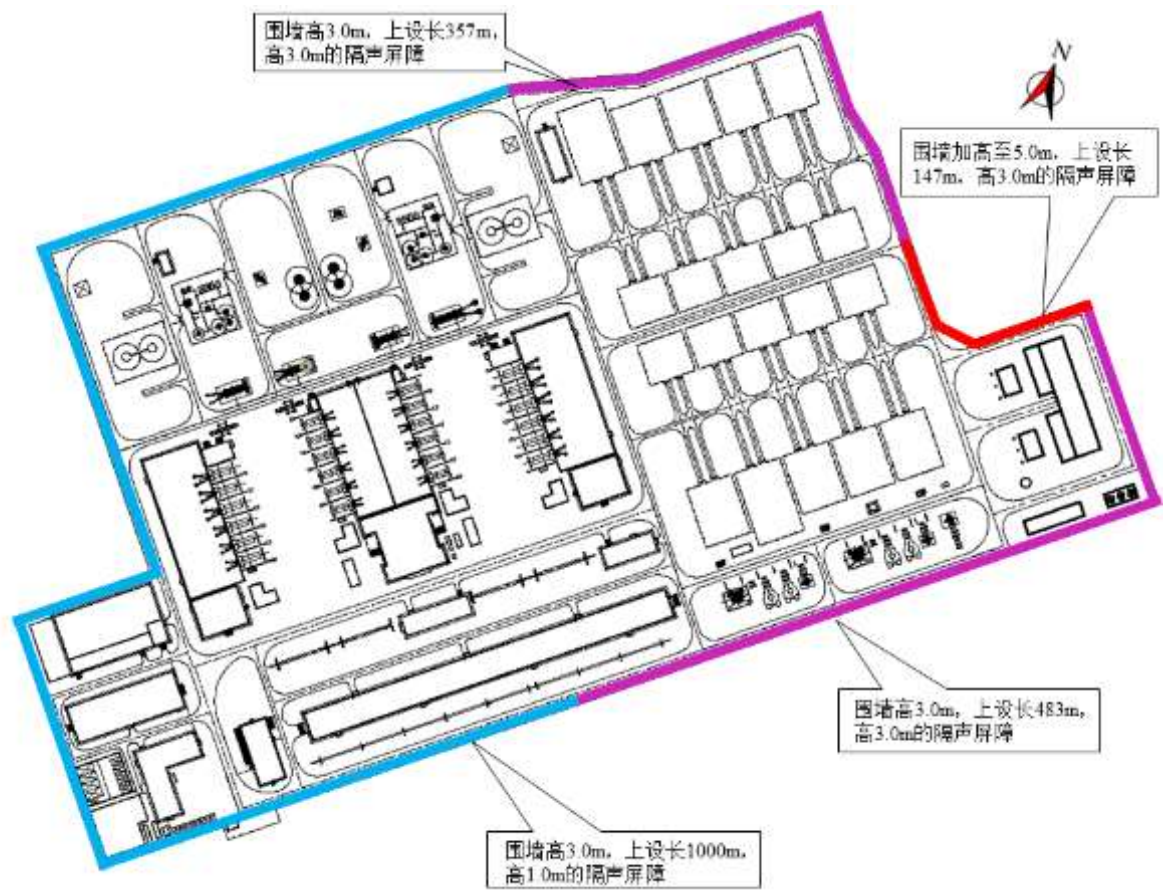 围墙高3.0m，上设长357m，
高3.0m的隔声屏障
N
围墙加高至5.0m，上设长
147m，高3.0m的隔声屏障
围墙高3.0m，上设长483m，
高3.0m的隔声屏障
围墙高3.0m，上设长1000m，
高1.0m的隔声屏障